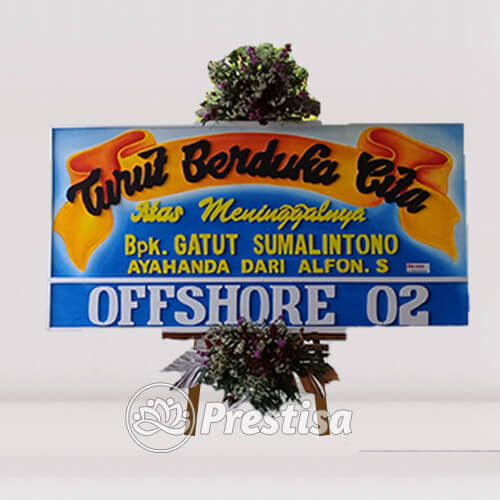 Turut Berduka Cita
Atas Meninggalnya
Bpk. GATUT SUMALINTONO
AYAHANDA DARI ALFON. S
OFFSHORE 02
Prestisa